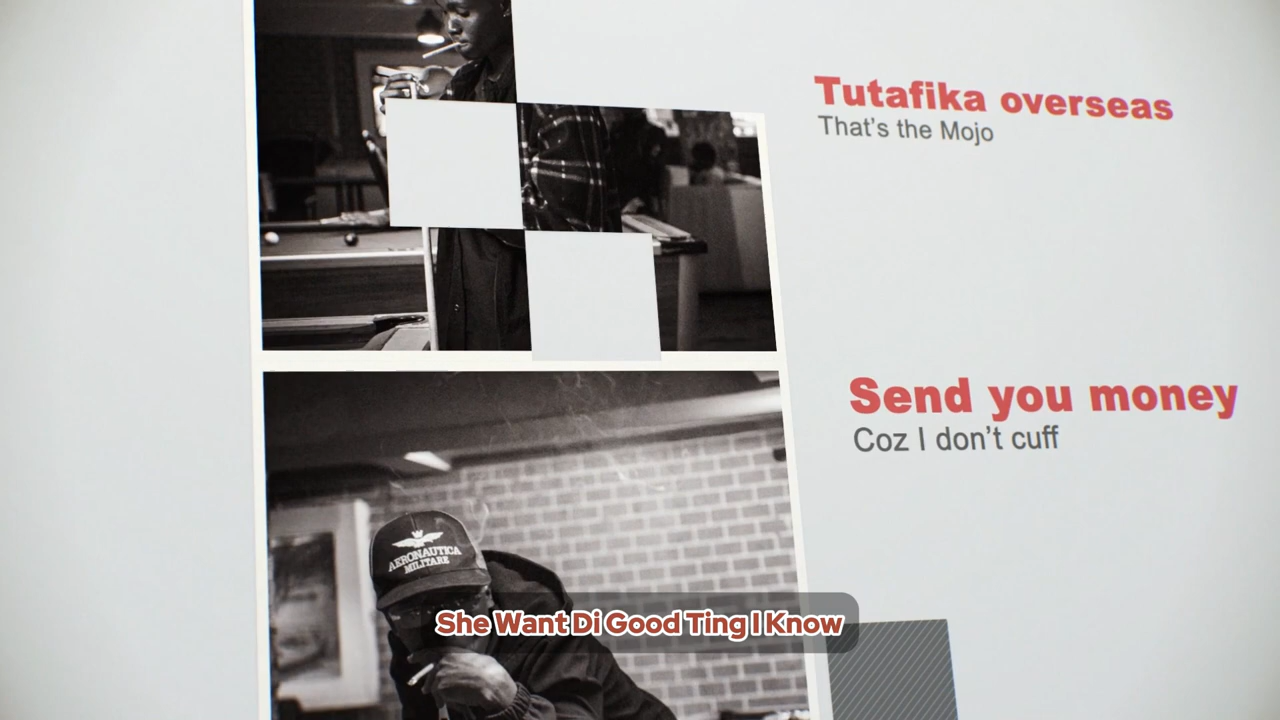 Tutafika overseas
That's the Mojo
Send you money
Coz I don't cuff
AERONAUTICA
MILITARE
She Want Di Good Ting I Know